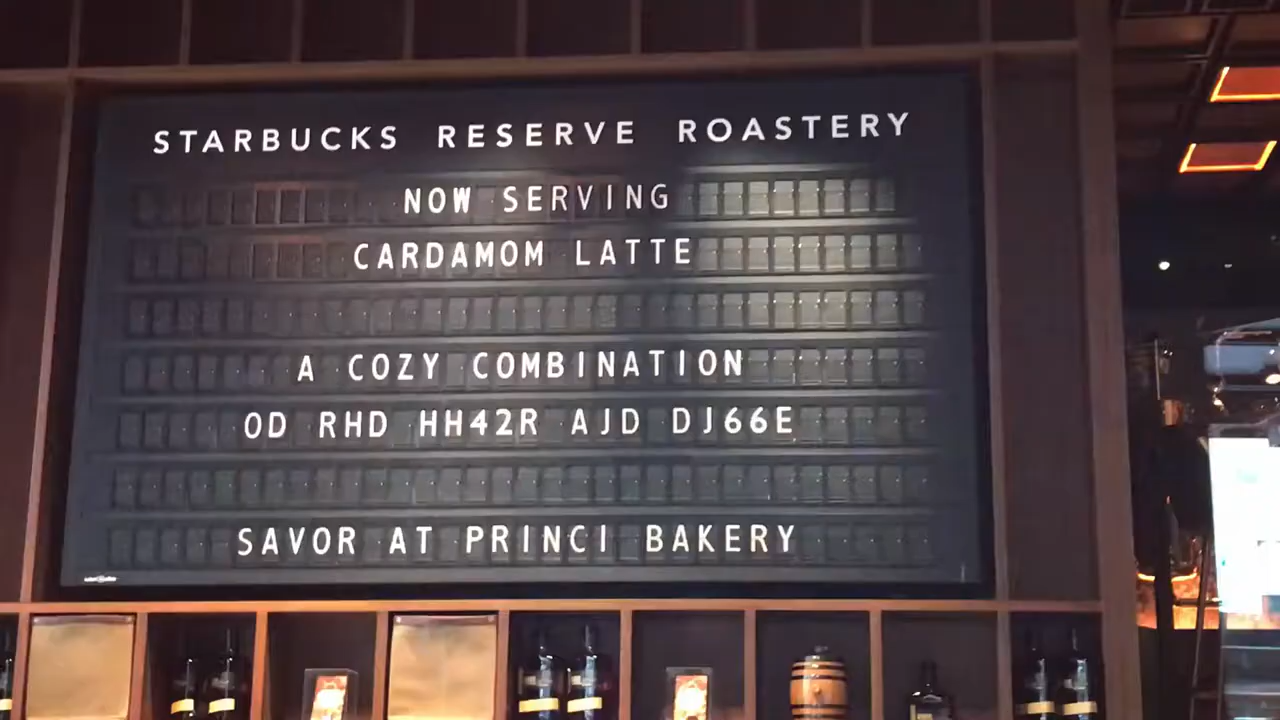 STARBUCKS RESERVE ROASTERY
NOW SERVING
CARDAMOM LATTE
A COZY COMBINATION
OD RHD HH42R AJD DJ66E
SAVOR AT PRINCI BAKERY